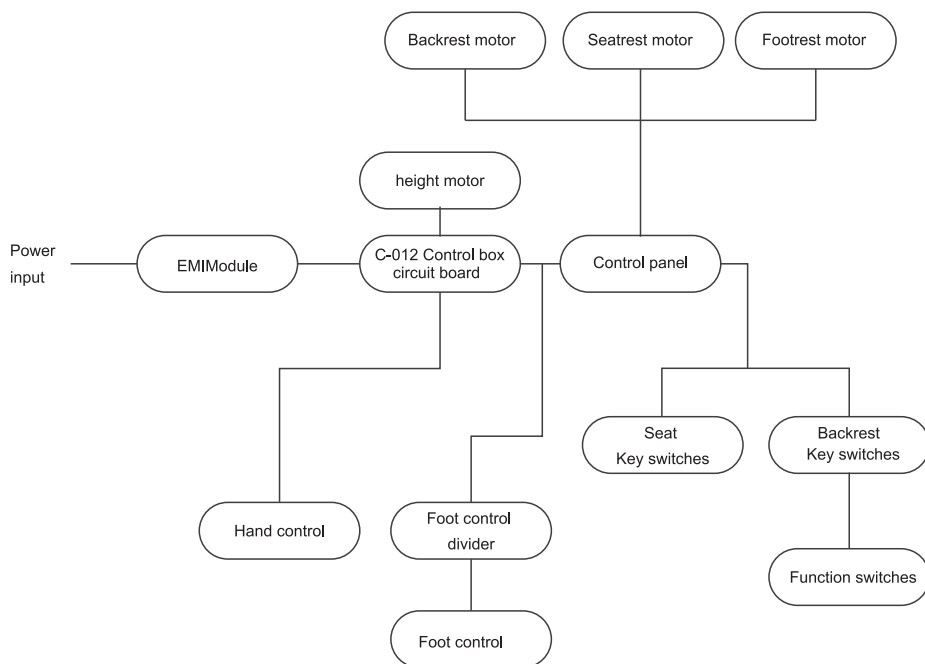 Backrest motor
Seatrest motor
Footrest motor
height motor
Power
input
EMIModule
C-012 Control box
circuit board
Control panel
Seat
Key switches
Backrest
Key switches
Hand control
Foot control
divider
Function switches
Foot control